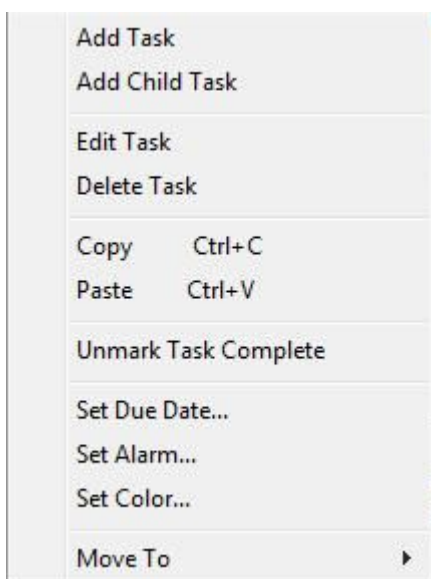 Add Task
Add Child Task
Edit Task
Delete Task
Copy Ctrl+C
Paste Ctrl+V
Unmark Task Complete
Set Due Date...
Set Alarm...
Set Color...
Move To